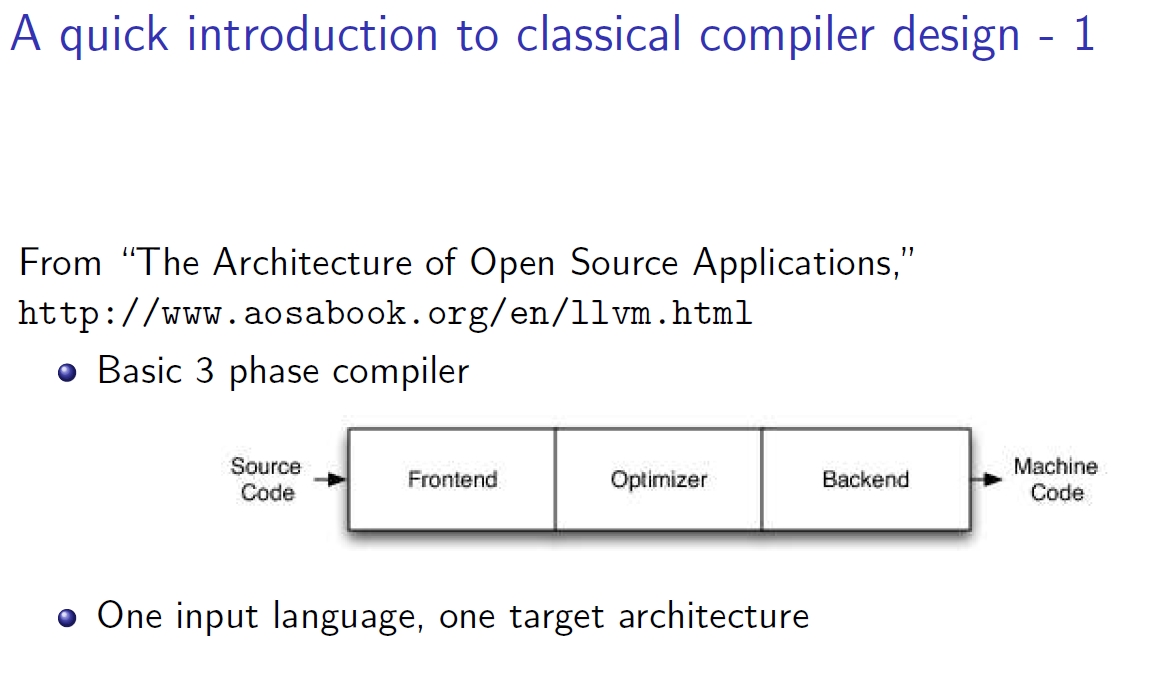 A quick introduction to classical compiler design - 1
From “The Architecture of Open Source Applications,”
http://www.aosabook.org/en/llvm.html
Basic 3 phase compiler
Source
Code
Frontend
Optimizer
Backend
Machine
Code
One input language, one target architecture